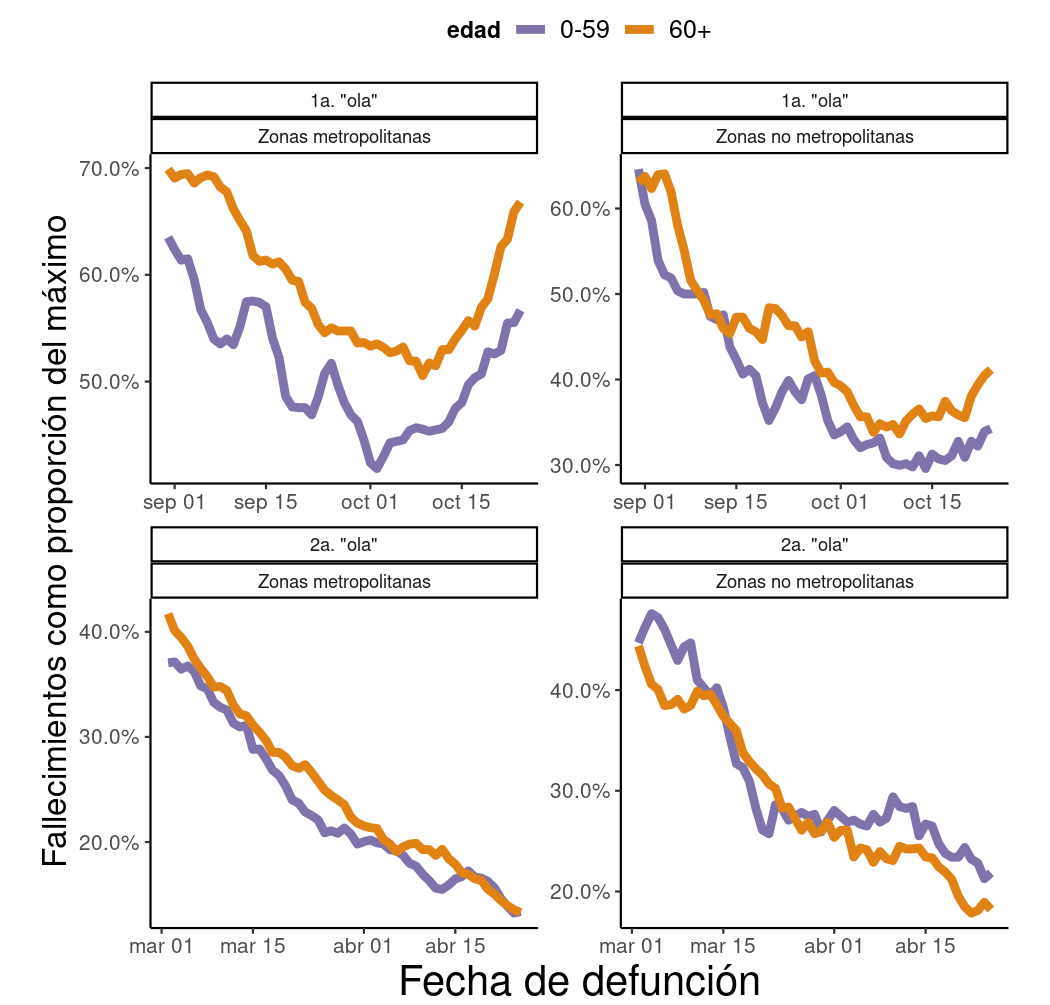 edad 0-59 60+
1a. "ola" 1a. "ola"
Zonas metropolitanas Zonas no metropolitanas
70.0%
60.0%
50.0%
60.0%
50.0%
40.0%
30.0%
sep 01 sep 15 oct 01 oct 15
sep 01 sep 15 oct 01 oct 15
Fallecimientos como proporción del máximo
2a. "ola" 2a. "ola"
Zonas metropolitanas Zonas no metropolitanas
40.0%
30.0%
20.0%
40.0%
30.0%
20.0%
mar 01 mar 15 abr 01 abr 15
mar 01 mar 15 abr 01 abr 15
Fecha de defunción